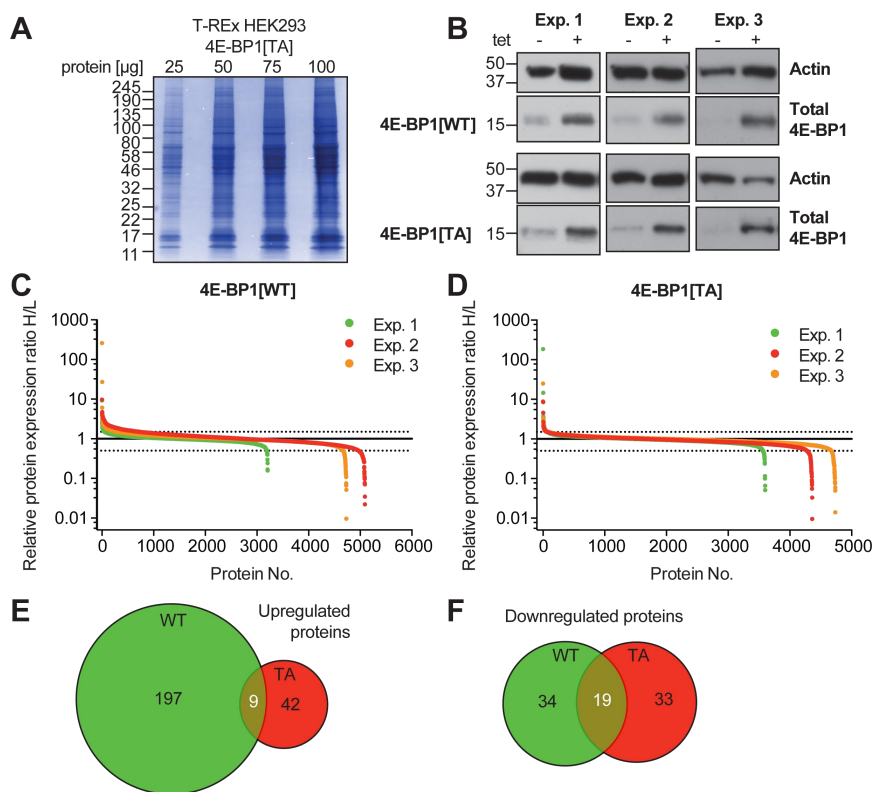 A
T-REx HEK293
4E-BP1[TA]
protein [µg] 25 50 75 100
245
190
135
100
80
58
46
32
25
22
17
11
B
Exp. 1 Exp. 2 Exp. 3
tet - + - + - +
50
37
Actin
4E-BP1[WT]
15
Total
4E-BP1
50
37
Actin
4E-BP1[TA]
15
Total
4E-BP1
C
4E-BP1[WT]
Relative protein expression ratio H/L
1000
100
10
1
0.1
0.01
Exp. 1
Exp. 2
Exp. 3
0 1000 2000 3000 4000 5000 6000
Protein No.
D
4E-BP1[TA]
Relative protein expression ratio H/L
1000
100
10
1
0.1
0.01
Exp. 1
Exp. 2
Exp. 3
0 1000 2000 3000 4000 5000
Protein No.
E
Upregulated
proteins
WT
TA
197 9 42
F
Downregulated proteins
WT TA
34 19 33